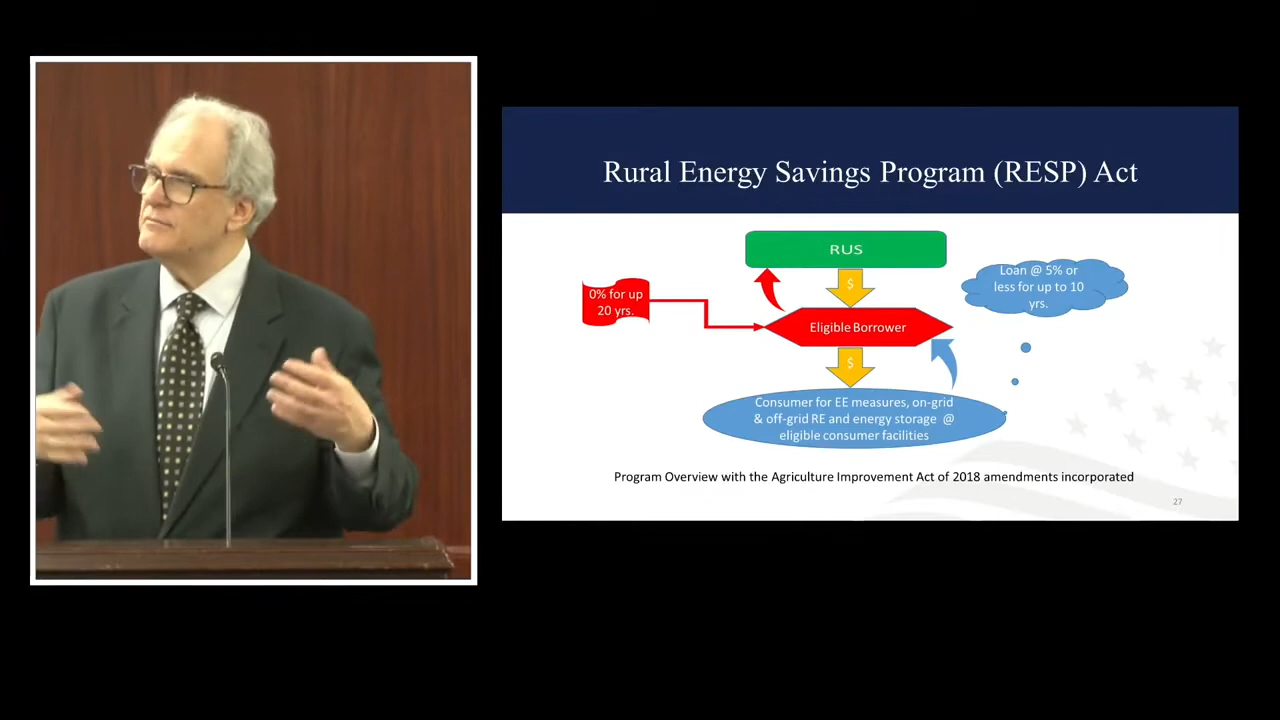 Rural Energy Savings Program (RESP) Act
RUS
$
0% for up
20 yrs.
Loan @ 5% or
less for up to 10
yrs.
Eligible Borrower
$
Consumer for EE measures, on-grid
& off-grid RE and energy storage @
eligible consumer facilities
Program Overview with the Agriculture Improvement Act of 2018 amendments incorporated
27